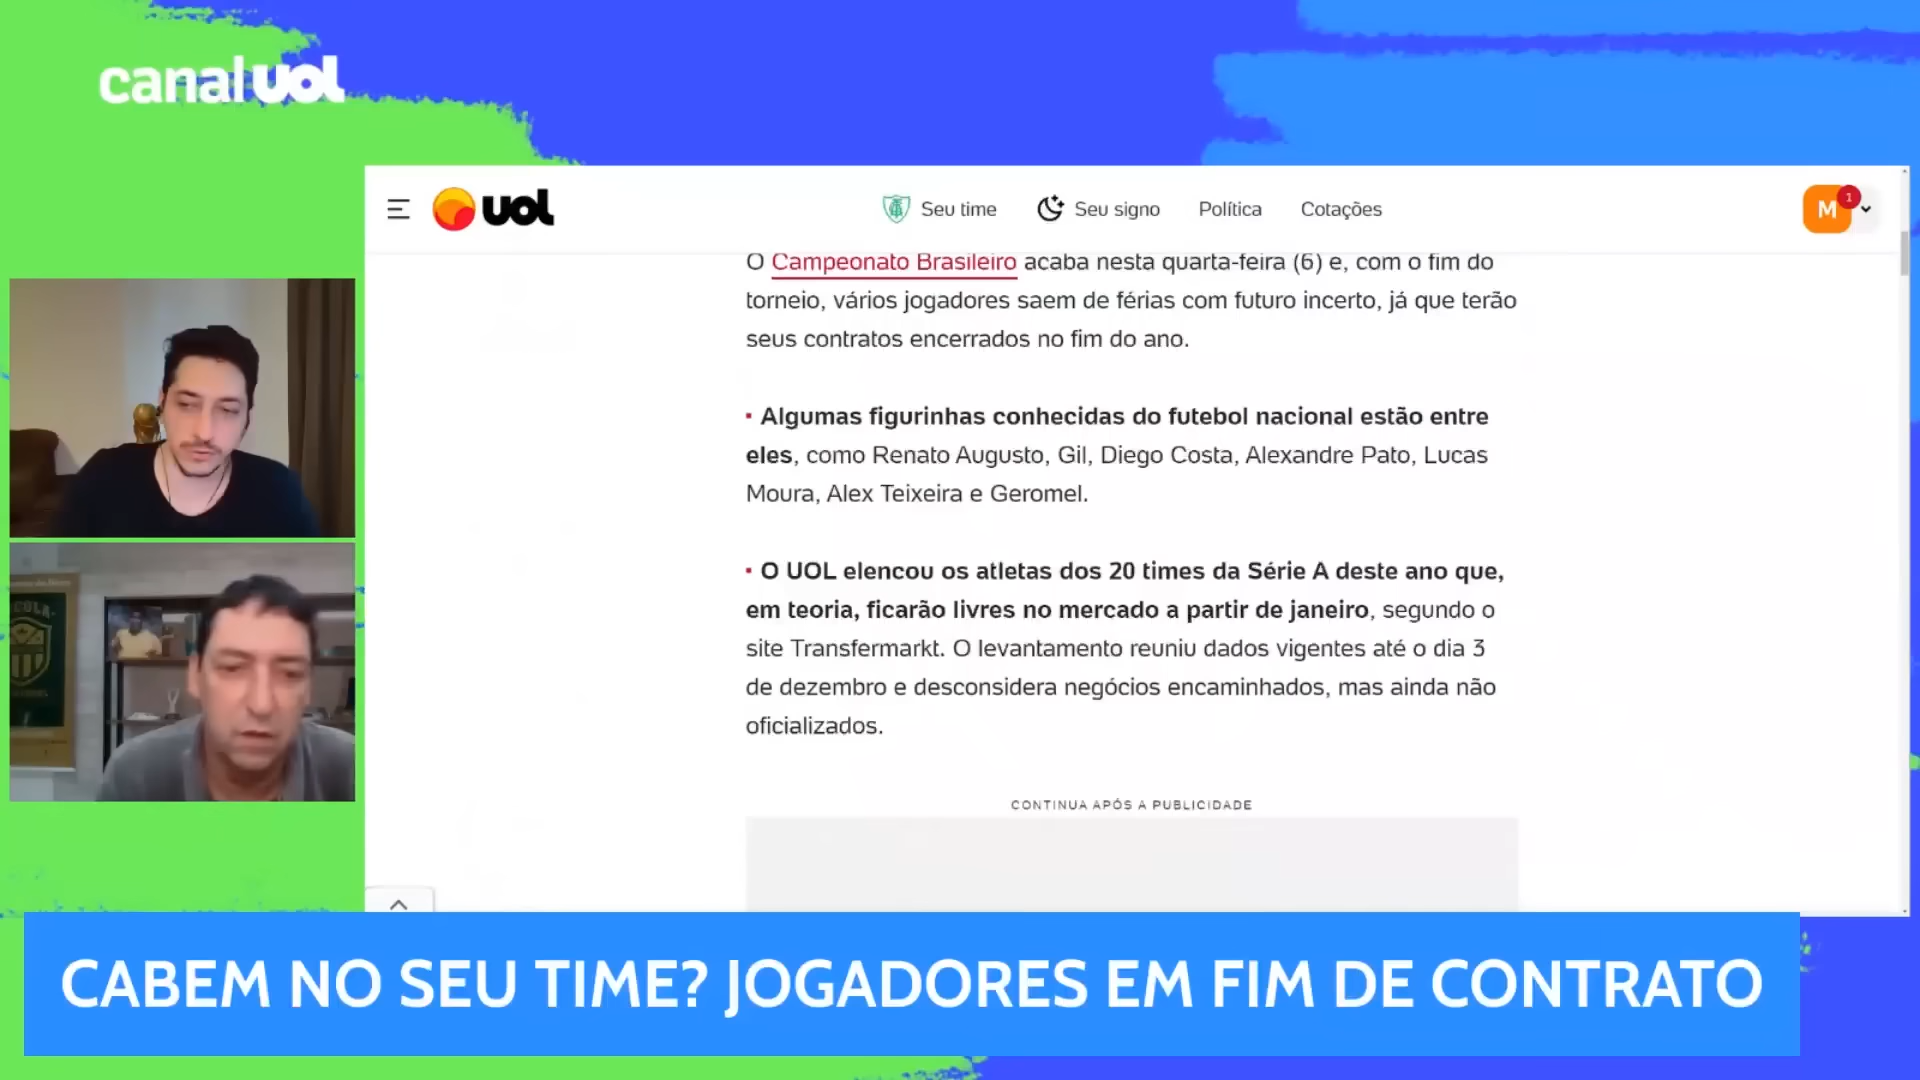 canal uol
uol
Seu time
Seu signo
Política
Cotações
M
1
O Campeonato Brasileiro acaba nesta quarta-feira (6) e, com o fim do
torneio, vários jogadores saem de férias com futuro incerto, já que terão
seus contratos encerrados no fim do ano.
Algumas figurinhas conhecidas do futebol nacional estão entre
eles, como Renato Augusto, Gil, Diego Costa, Alexandre Pato, Lucas
Moura, Alex Teixeira e Geromel.
O UOL elencou os atletas dos 20 times da Série A deste ano que,
em teoria, ficarão livres no mercado a partir de janeiro, segundo o
site Transfermarkt. O levantamento reuniu dados vigentes até o dia 3
de dezembro e desconsidera negócios encaminhados, mas ainda não
oficializados.
CONTINUA APÓS A PUBLICIDADE
CABEM NO SEU TIME? JOGADORES EM FIM DE CONTRATO